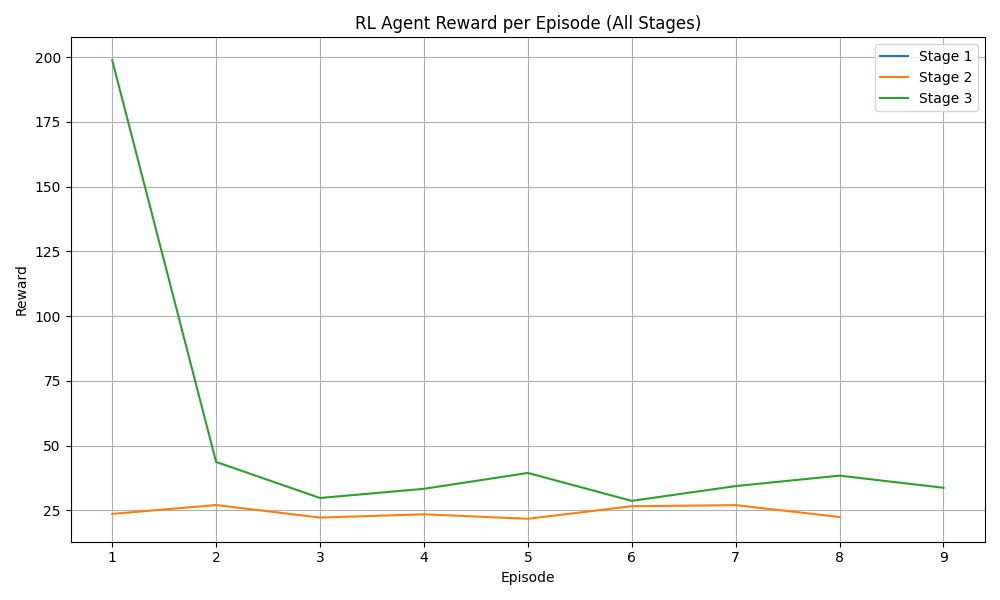 RL Agent Reward per Episode (All Stages)
Stage 1
Stage 2
Stage 3
200
175
150
125
100
75
50
25
Reward
1 2 3 4 5 6 7 8 9
Episode